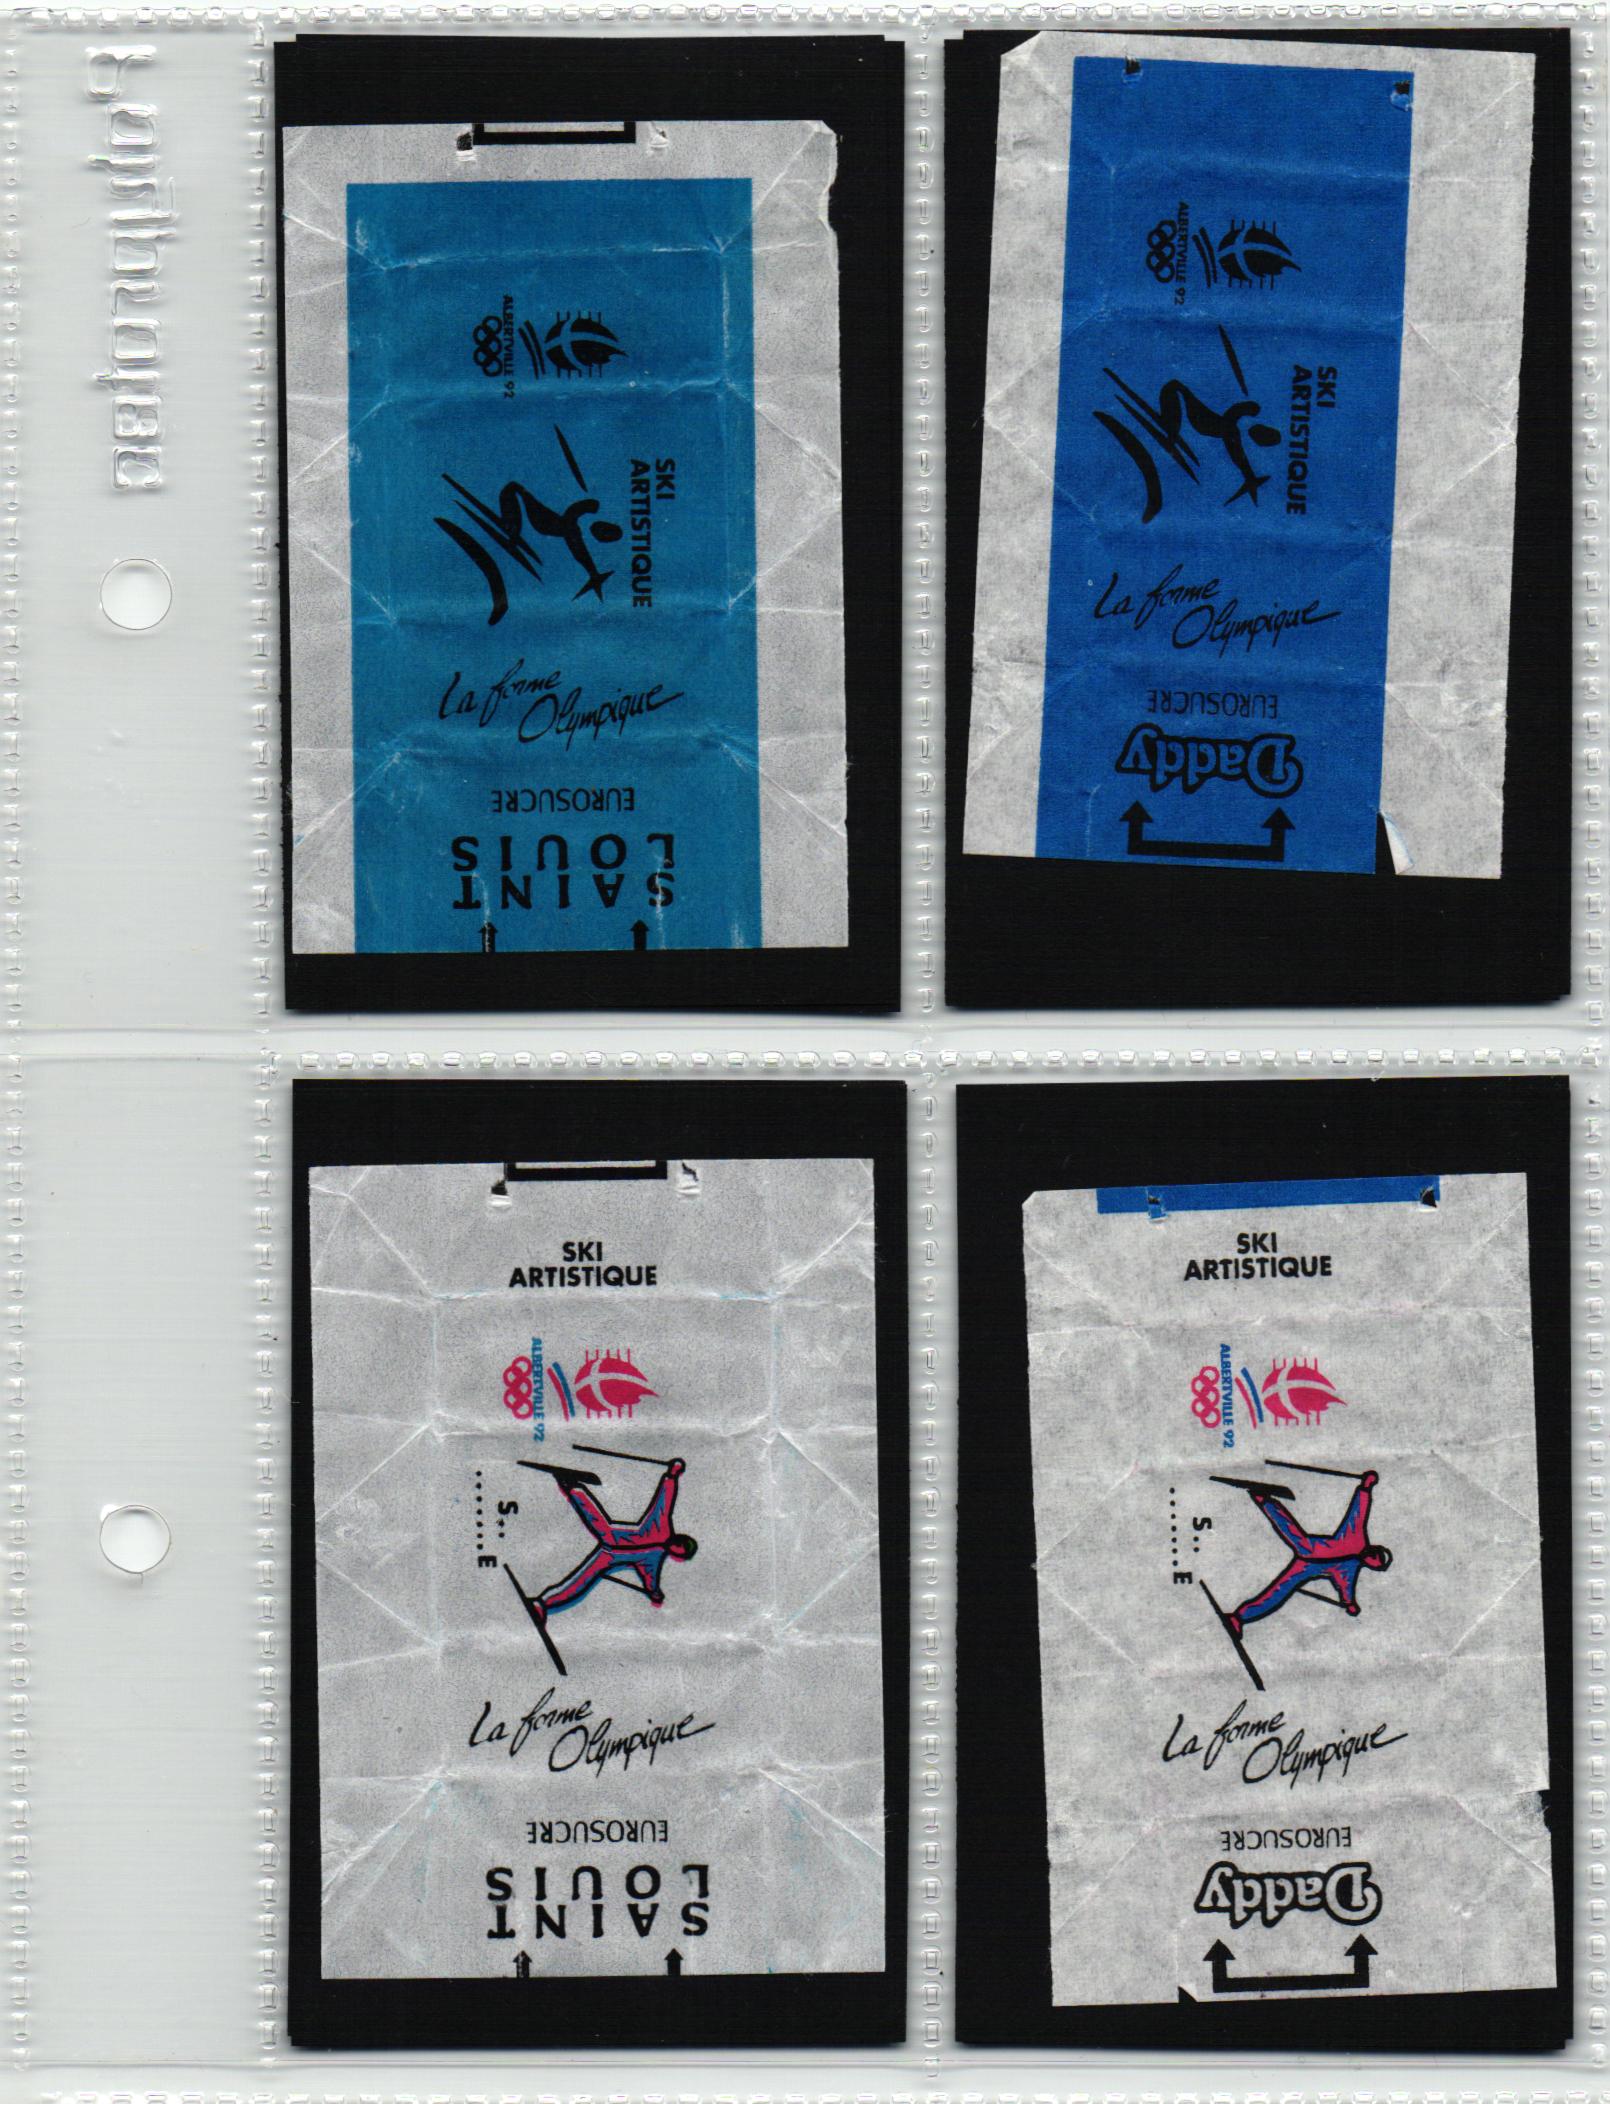 ALBERTVILLE 92
SKI
ARTISTIQUE
La forme
Olympique
EUROSUCRE
SAINT
LOUIS
ALBERTVILLE 92
SKI
ARTISTIQUE
La forme
Olympique
EUROSUCRE
Daddy
SKI
ARTISTIQUE
ALBERTVILLE 92
S...
.......E
La forme
Olympique
EUROSUCRE
SAINT
LOUIS
SKI
ARTISTIQUE
ALBERTVILLE 92
S..
.......E
La forme
Olympique
EUROSUCRE
Daddy